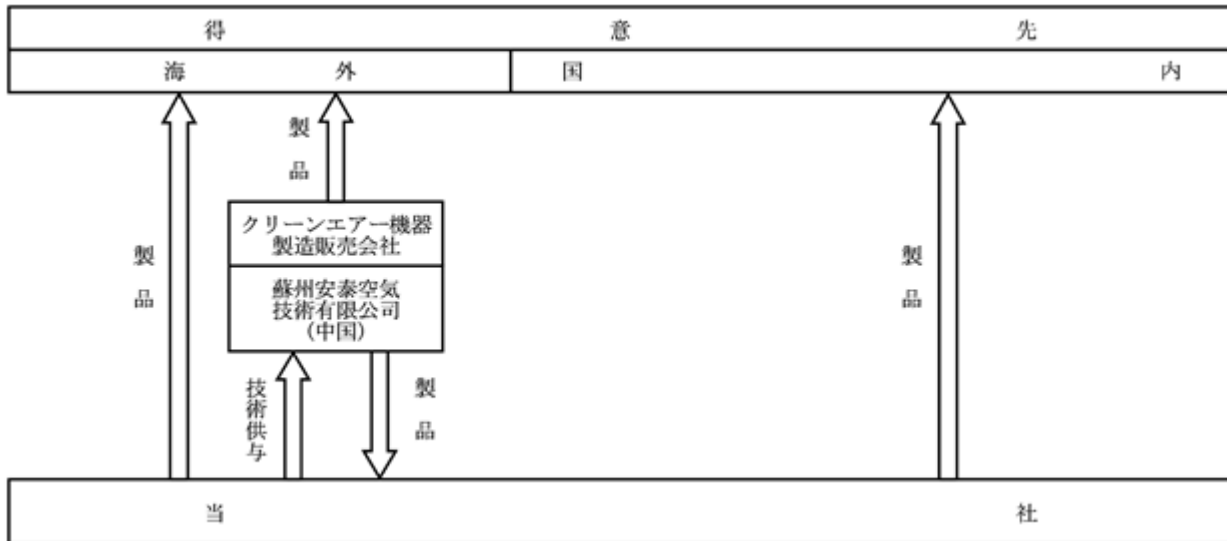 得意先
海外
国内
製品
クリーンエアー機器
製造販売会社
製品
蘇州安泰空気
技術有限公司
(中国)
製品
技術供与
製品
当社